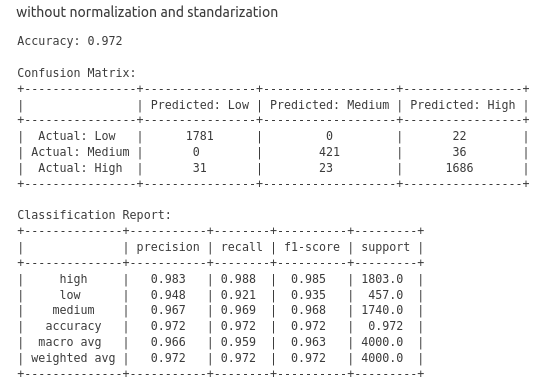 without normalization and standarization
Accuracy: 0.972
Confusion Matrix:
+----------------+----------------+-------------------+-----------------+
|                | Predicted: Low | Predicted: Medium | Predicted: High |
+----------------+----------------+-------------------+-----------------+
|  Actual: Low   |      1781      |         0         |       22        |
| Actual: Medium |       0        |        421        |       36        |
|  Actual: High  |       31       |        23         |      1686       |
+----------------+----------------+-------------------+-----------------+
Classification Report:
+--------------+-----------+--------+----------+---------+
|              | precision | recall | f1-score | support |
+--------------+-----------+--------+----------+---------+
|     high     |   0.983   | 0.988  |  0.985   | 1803.0  |
|     low      |   0.948   | 0.921  |  0.935   |  457.0  |
|    medium    |   0.967   | 0.969  |  0.968   | 1740.0  |
|   accuracy   |   0.972   | 0.972  |  0.972   |  0.972  |
|  macro avg   |   0.966   | 0.959  |  0.963   | 4000.0  |
| weighted avg |   0.972   | 0.972  |  0.972   | 4000.0  |
+--------------+-----------+--------+----------+---------+